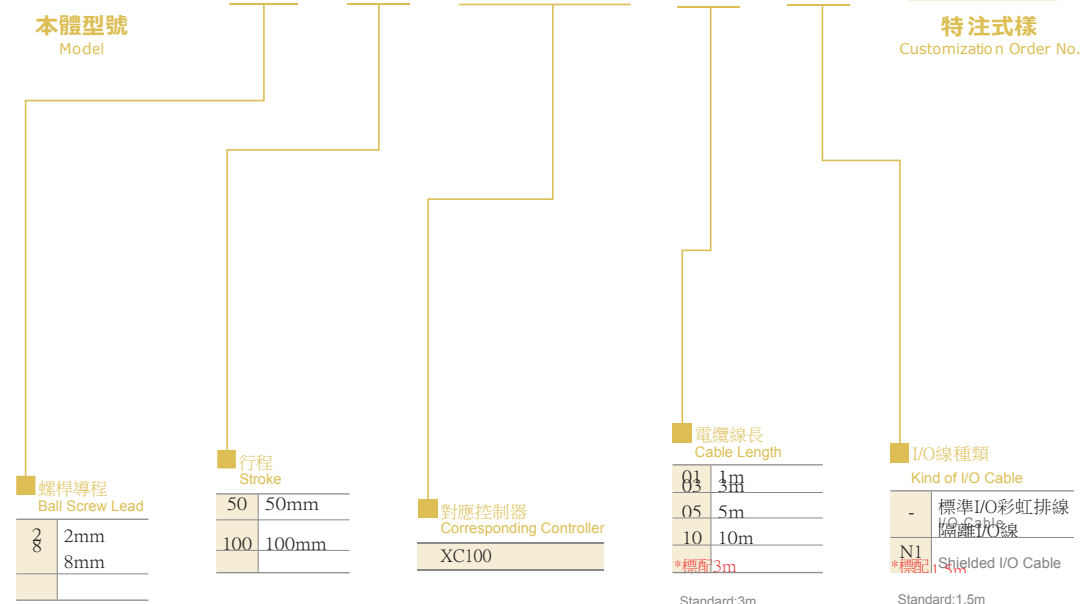 本體型號
Model
特注式樣
Customization Order No.
螺桿導程
Ball Screw Lead
2 2mm
8 8mm
行程
Stroke
50 50mm
100 100mm
對應控制器
Corresponding Controller
XC100
電纜線長
Cable Length
01 1m
03 3m
05 5m
10 10m
*標配3m
Standard:3m
I/O線種類
Kind of I/O Cable
- 標準I/O彩虹排線
I/O Cable
N1 隔離I/O線
Shielded I/O Cable
*標配1.5m
Standard:1.5m